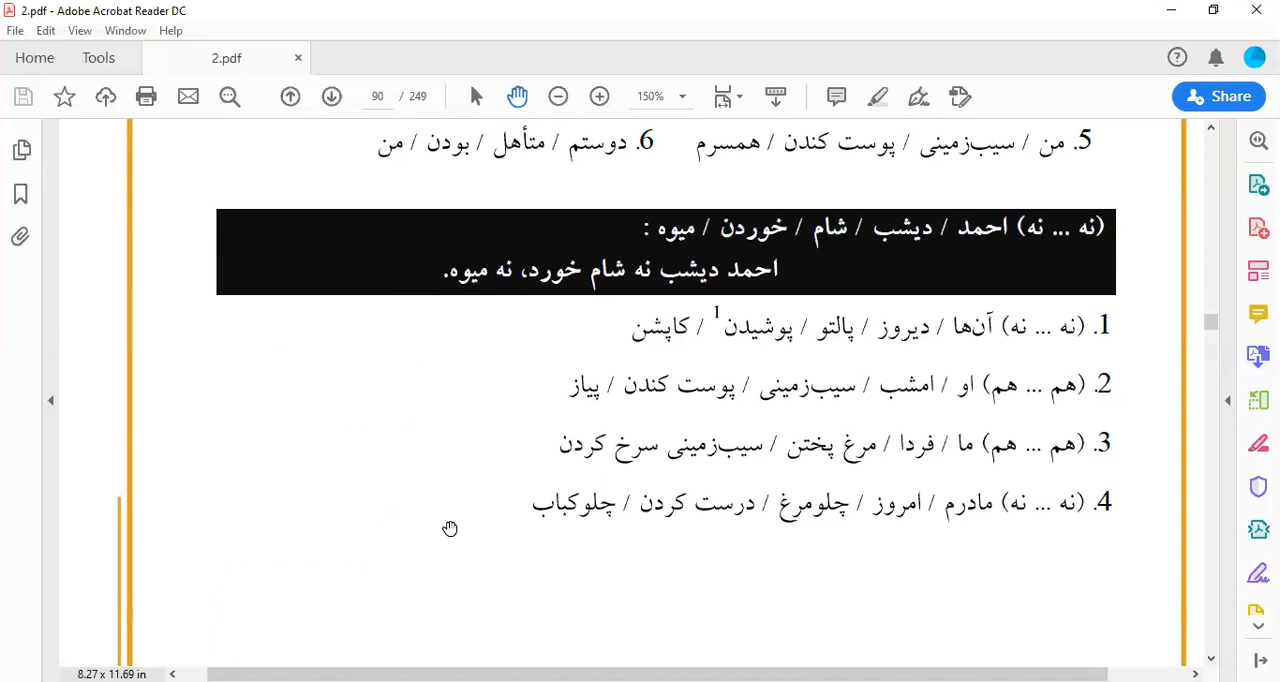 2.pdf - Adobe Acrobat Reader DC
File Edit View Window Help
Home Tools 2.pdf ×
90 / 249 150% Share
5. من / سیب‌زمینی / پوست کندن / همسرم 6. دوستم / متأهل / بودن / من
(نه ... نه) احمد / دیشب / شام / خوردن / میوه :
احمد دیشب نه شام خورد، نه میوه.
1. (نه ... نه) آن‌ها / دیروز / پالتو / پوشیدن1 / کاپشن
2. (هم ... هم) او / امشب / سیب‌زمینی / پوست کندن / پیاز
3. (هم ... هم) ما / فردا / مرغ پختن / سیب‌زمینی سرخ کردن
4. (نه ... نه) مادرم / امروز / چلومرغ / درست کردن / چلوکباب
8.27 x 11.69 in